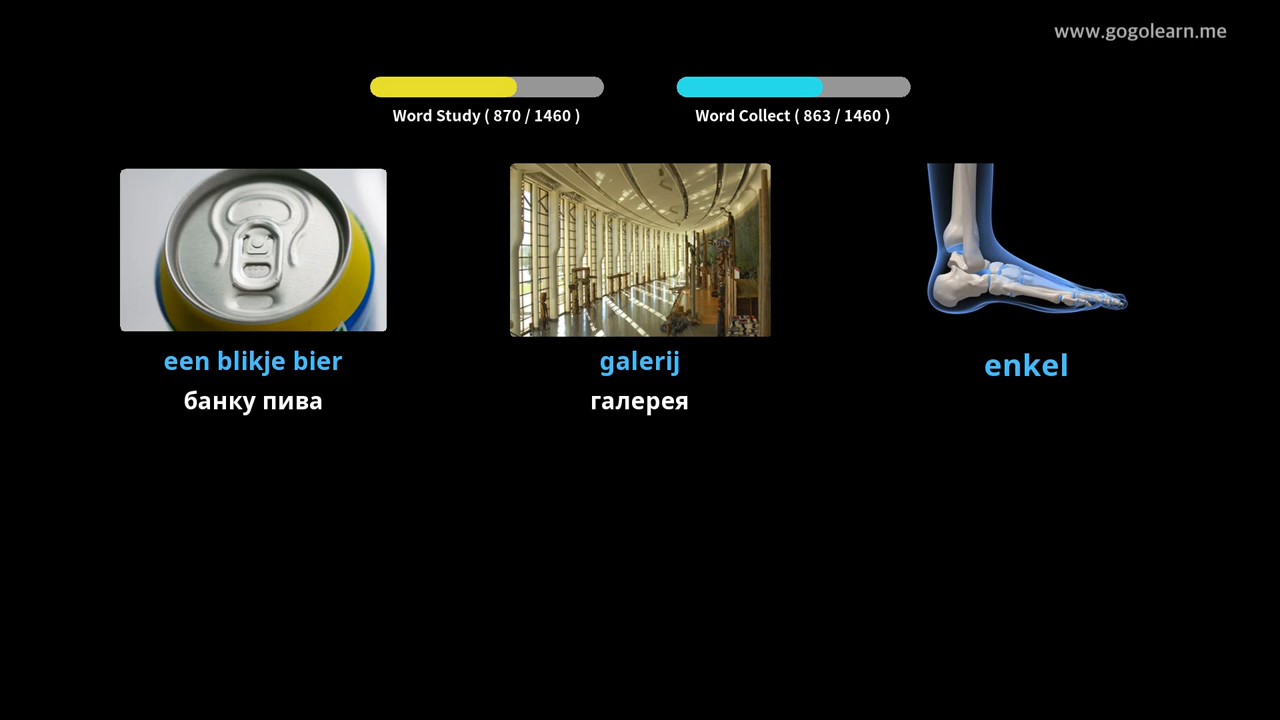 www.gogolearn.me
Word Study ( 870 / 1460 )
Word Collect ( 863 / 1460 )
een blikje bier
банку пива
galerij
галерея
enkel